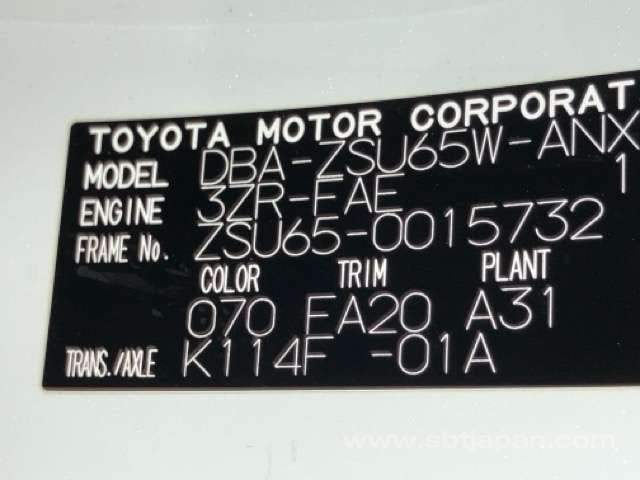 TOYOTA MOTOR CORPORAT
MODEL DBA-ZSU65W-ANX
1
ENGINE 3ZR-FAE
FRAME No. ZSU65-0015732
COLOR TRIM PLANT
070 FA20 A31
TRANS./AXLE K114F -01A
www.sbtjapan.com